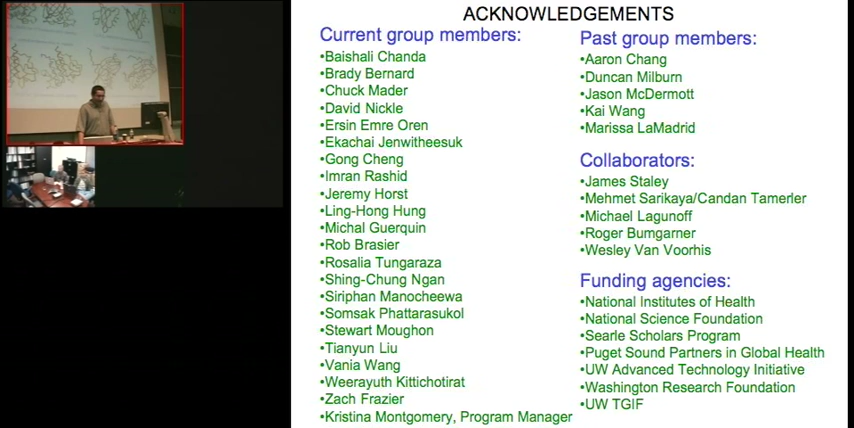 ACKNOWLEDGEMENTS
Current group members:
•Baishali Chanda
•Brady Bernard
•Chuck Mader
•David Nickle
•Ersin Emre Oren
•Ekachai Jenwitheesuk
•Gong Cheng
•Imran Rashid
•Jeremy Horst
•Ling-Hong Hung
•Michal Guerquin
•Rob Brasier
•Rosalia Tungaraza
•Shing-Chung Ngan
•Siriphan Manocheewa
•Somsak Phattarasukol
•Stewart Moughon
•Tianyun Liu
•Vania Wang
•Weerayuth Kittichotirat
•Zach Frazier
•Kristina Montgomery, Program Manager
Past group members:
•Aaron Chang
•Duncan Milburn
•Jason McDermott
•Kai Wang
•Marissa LaMadrid
Collaborators:
•James Staley
•Mehmet Sarikaya/Candan Tamerler
•Michael Lagunoff
•Roger Bumgarner
•Wesley Van Voorhis
Funding agencies:
•National Institutes of Health
•National Science Foundation
•Searle Scholars Program
•Puget Sound Partners in Global Health
•UW Advanced Technology Initiative
•Washington Research Foundation
•UW TGIF